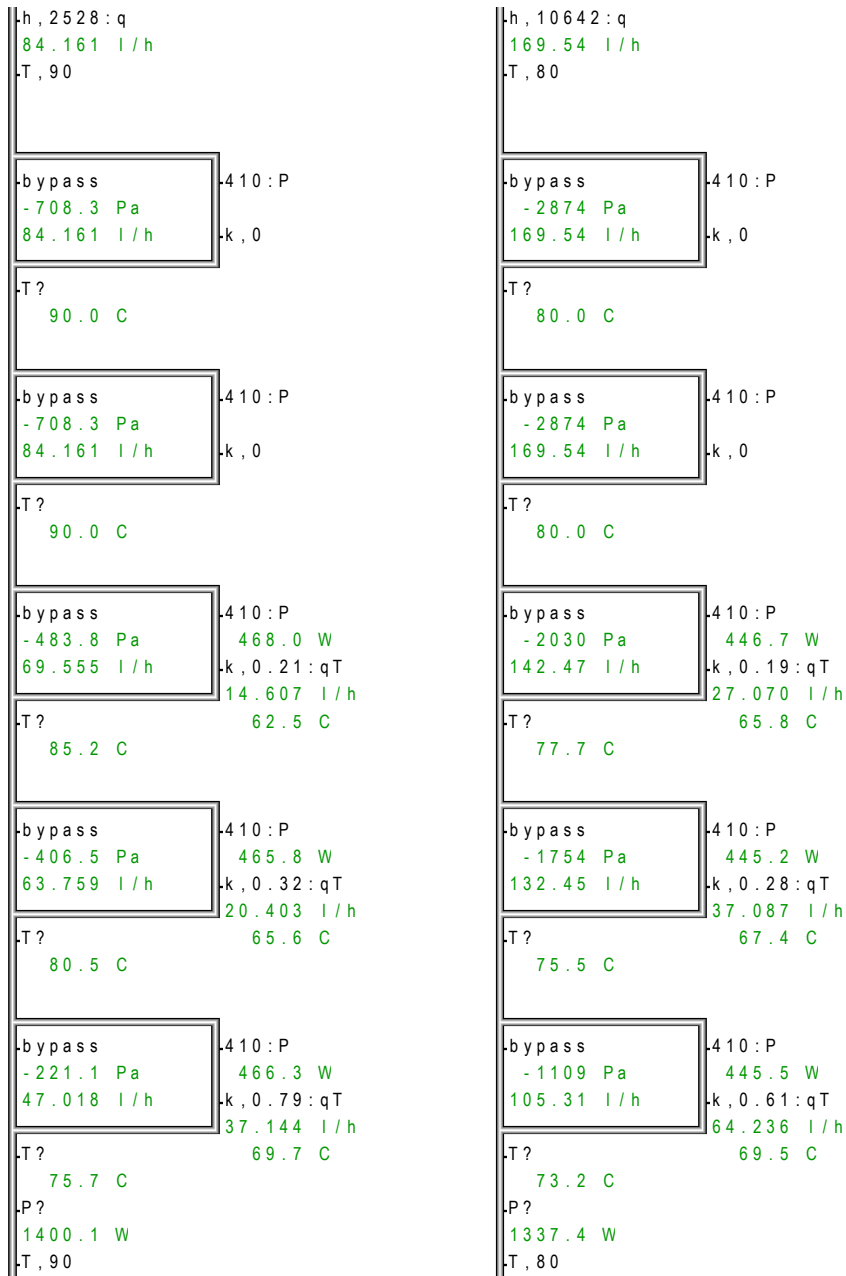 h,2528:q
84.161 l/h
T,90
bypass
-708.3 Pa
84.161 l/h
410:P
k,0
T?
90.0 C
bypass
-708.3 Pa
84.161 l/h
410:P
k,0
T?
90.0 C
bypass
-483.8 Pa
69.555 l/h
410:P
468.0 W
k,0.21:qT
14.607 l/h
62.5 C
T?
85.2 C
bypass
-406.5 Pa
63.759 l/h
410:P
465.8 W
k,0.32:qT
20.403 l/h
65.6 C
T?
80.5 C
bypass
-221.1 Pa
47.018 l/h
410:P
466.3 W
k,0.79:qT
37.144 l/h
69.7 C
T?
75.7 C
P?
1400.1 W
T,90
h,10642:q
169.54 l/h
T,80
bypass
-2874 Pa
169.54 l/h
410:P
k,0
T?
80.0 C
bypass
-2874 Pa
169.54 l/h
410:P
k,0
T?
80.0 C
bypass
-2030 Pa
142.47 l/h
410:P
446.7 W
k,0.19:qT
27.070 l/h
65.8 C
T?
77.7 C
bypass
-1754 Pa
132.45 l/h
410:P
445.2 W
k,0.28:qT
37.087 l/h
67.4 C
T?
75.5 C
bypass
-1109 Pa
105.31 l/h
410:P
445.5 W
k,0.61:qT
64.236 l/h
69.5 C
T?
73.2 C
P?
1337.4 W
T,80